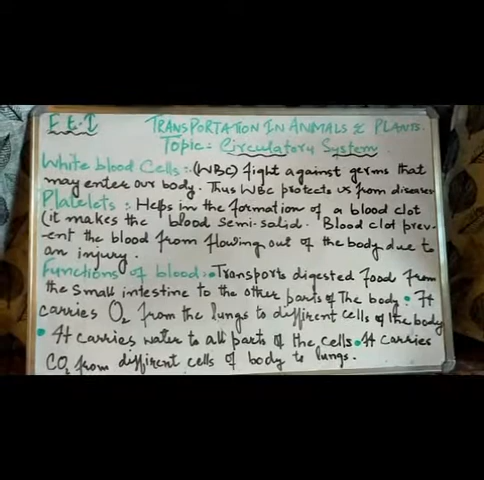 F.t.I TRANSPORTATION IN ANIMALS & PLANTS.
Topic:- Circulatory System
White blood Cells:- (WBC) fight against germs that
may enter our body. Thus WBC protects us from diseases
Platelets :- Helps in the formation of a blood clot
(it makes the blood semi-solid. Blood clot prev-
-ent the blood from flowing out of the body due to
an injury.
Functions of blood:• Transports digested food from
the small intestine to the other parts of The body • It
carries O₂ from the lungs to diffirent cells of the body
• It carries water to all parts of the cells • It carries
CO₂ from diffirent cells of body to lungs.